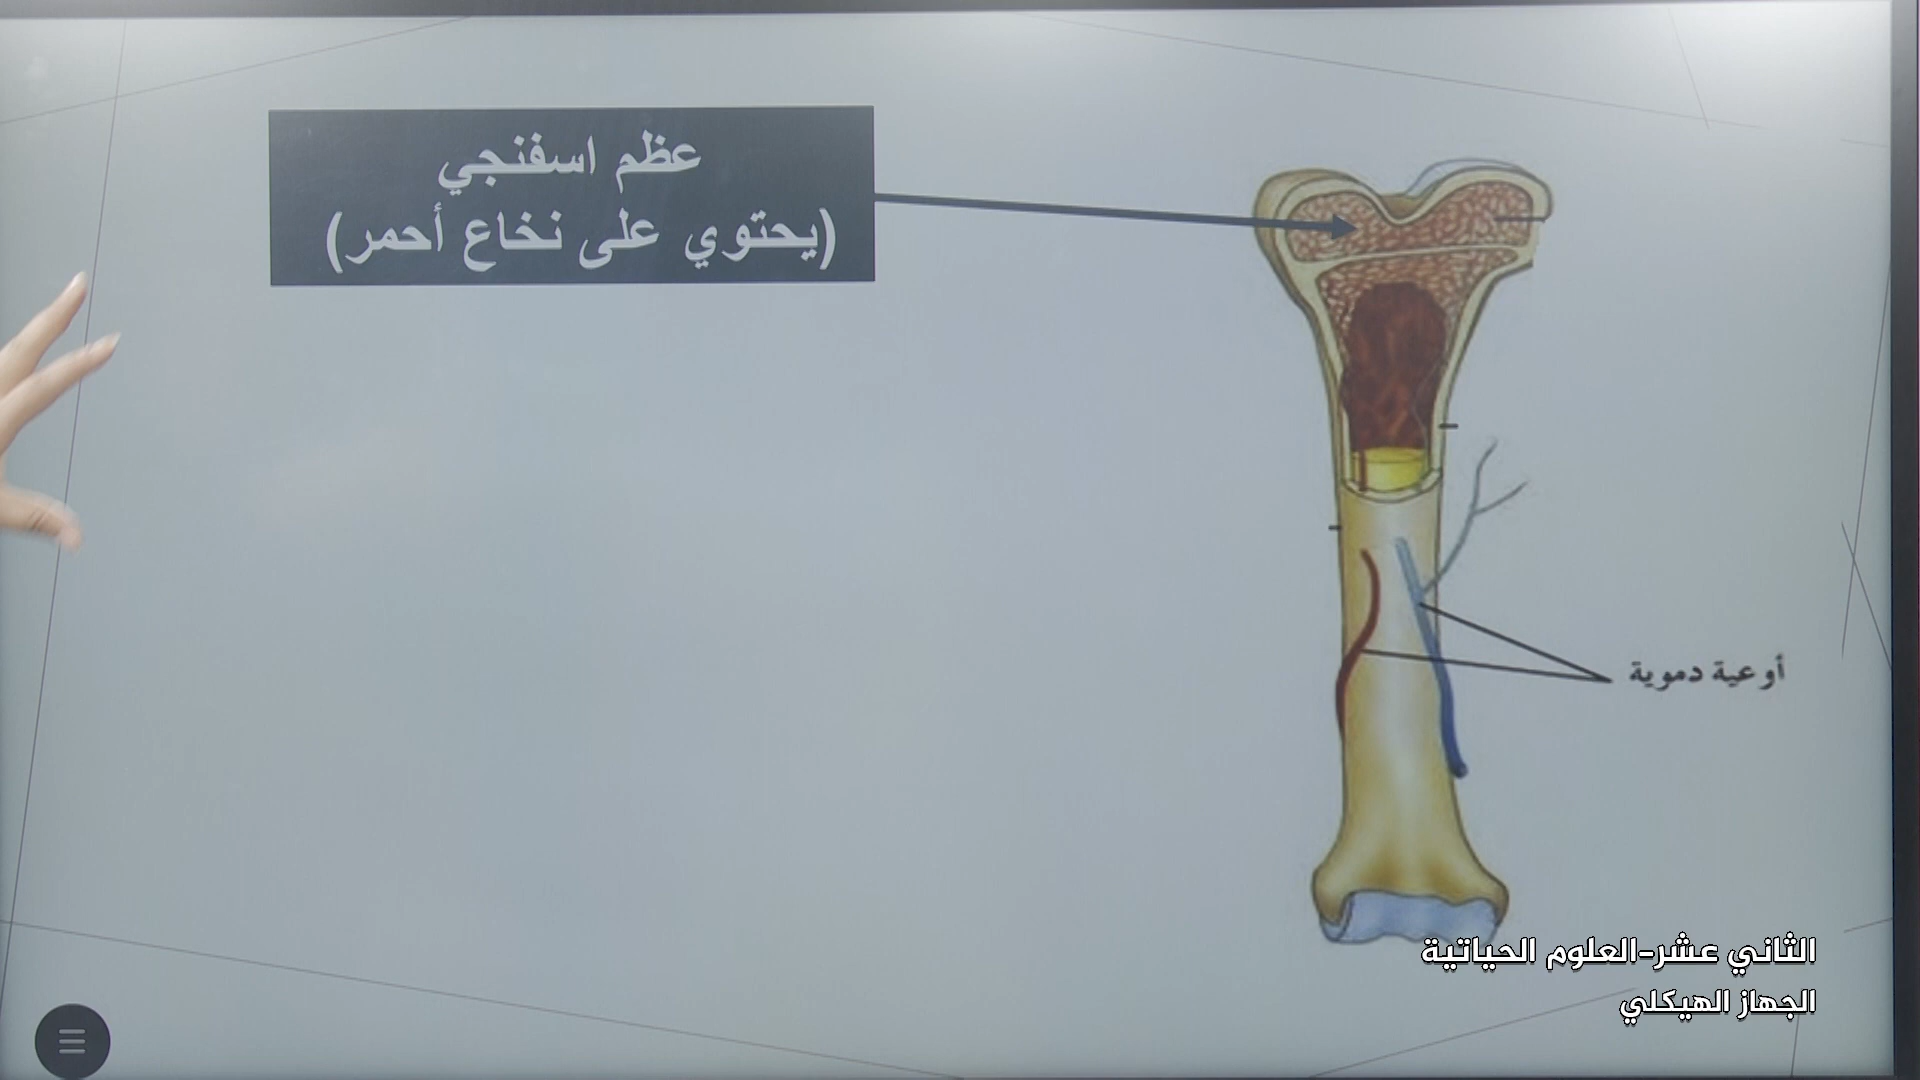 عظم اسفنجي
(يحتوي على نخاع أحمر)
أوعية دموية
الثاني عشر-العلوم الحياتية
الجهاز الهيكلي